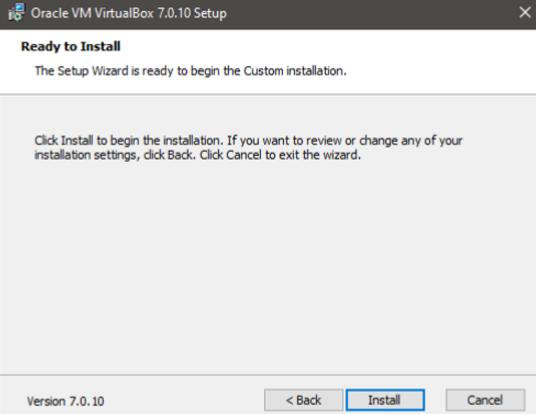 Oracle VM VirtualBox 7.0.10 Setup
Ready to Install
The Setup Wizard is ready to begin the Custom installation.
Click Install to begin the installation. If you want to review or change any of your
installation settings, click Back. Click Cancel to exit the wizard.
Version 7.0.10
< Back
Install
Cancel